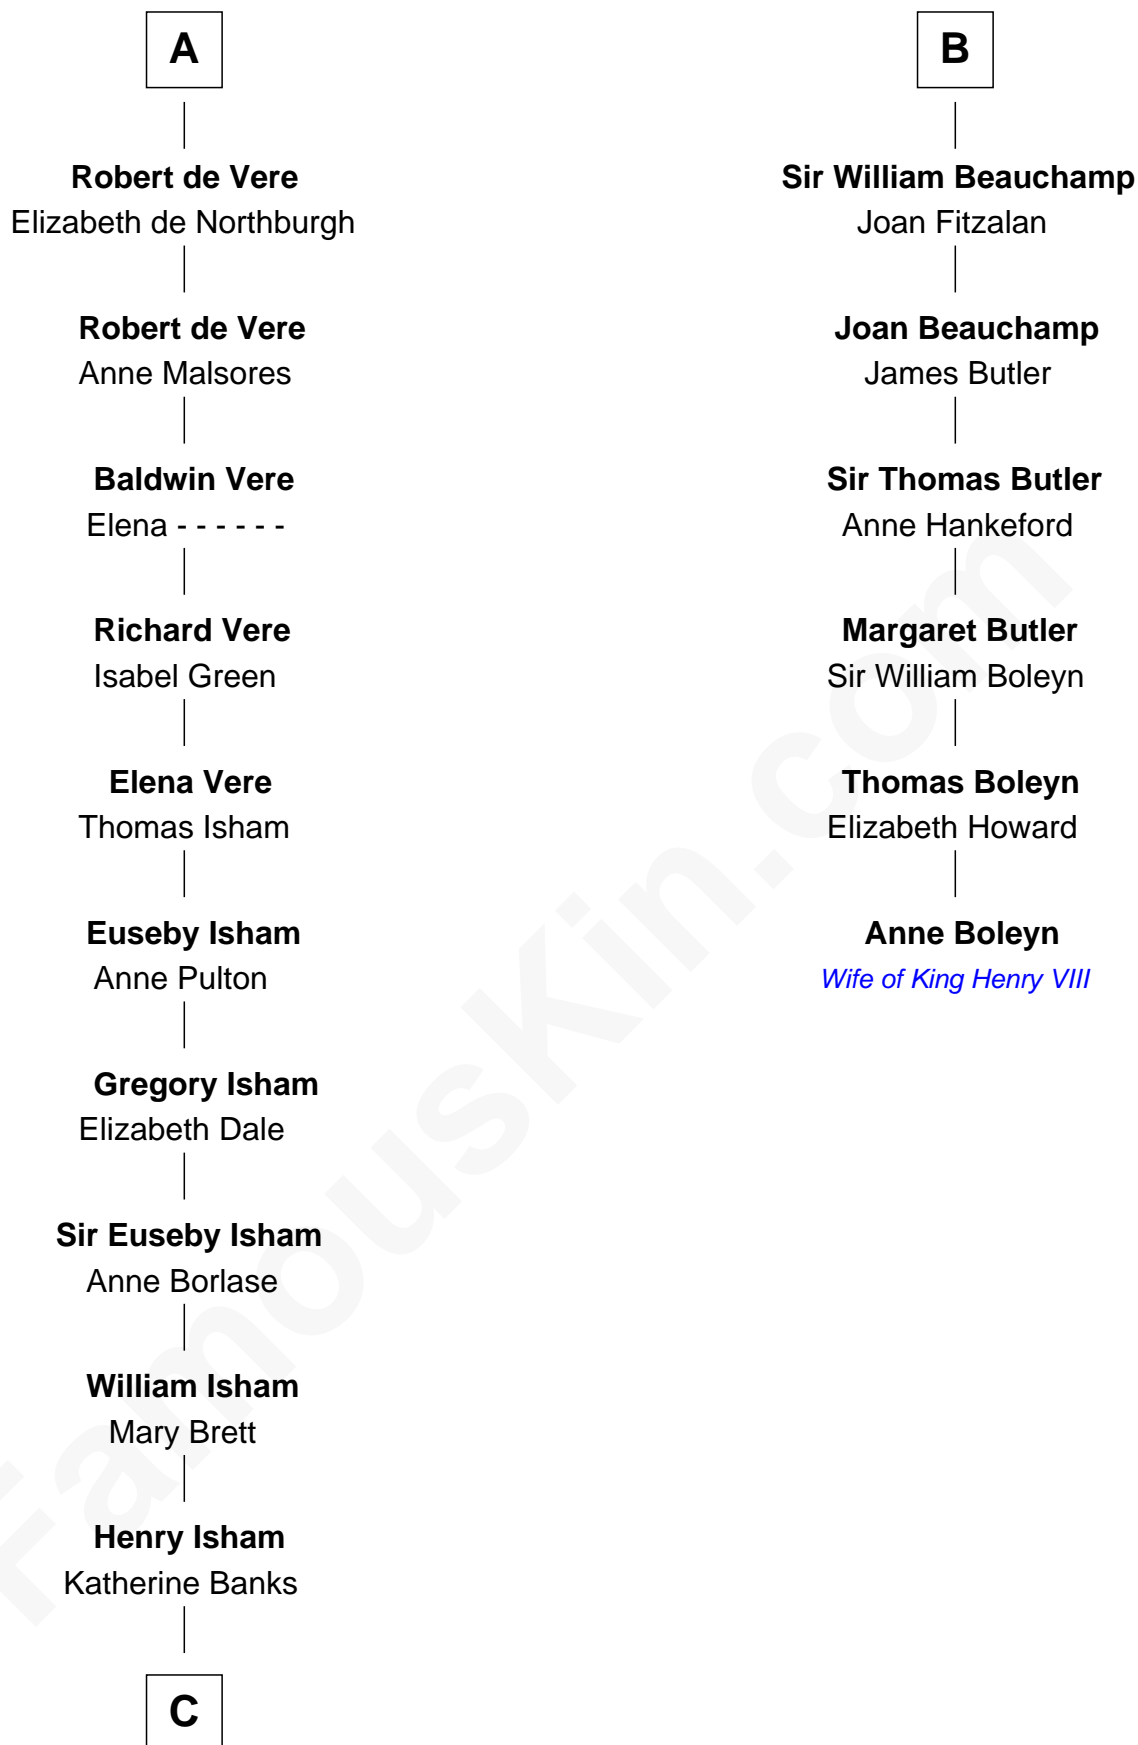 A
Robert de Vere
Elizabeth de Northburgh
Robert de Vere
Anne Malsores
Baldwin Vere
Elena - - - - - -
Richard Vere
Isabel Green
Elena Vere
Thomas Isham
Euseby Isham
Anne Pulton
Gregory Isham
Elizabeth Dale
Sir Euseby Isham
Anne Borlase
William Isham
Mary Brett
Henry Isham
Katherine Banks
C
B
Sir William Beauchamp
Joan Fitzalan
Joan Beauchamp
James Butler
Sir Thomas Butler
Anne Hankeford
Margaret Butler
Sir William Boleyn
Thomas Boleyn
Elizabeth Howard
Anne Boleyn
Wife of King Henry VIII
FamousKin.com